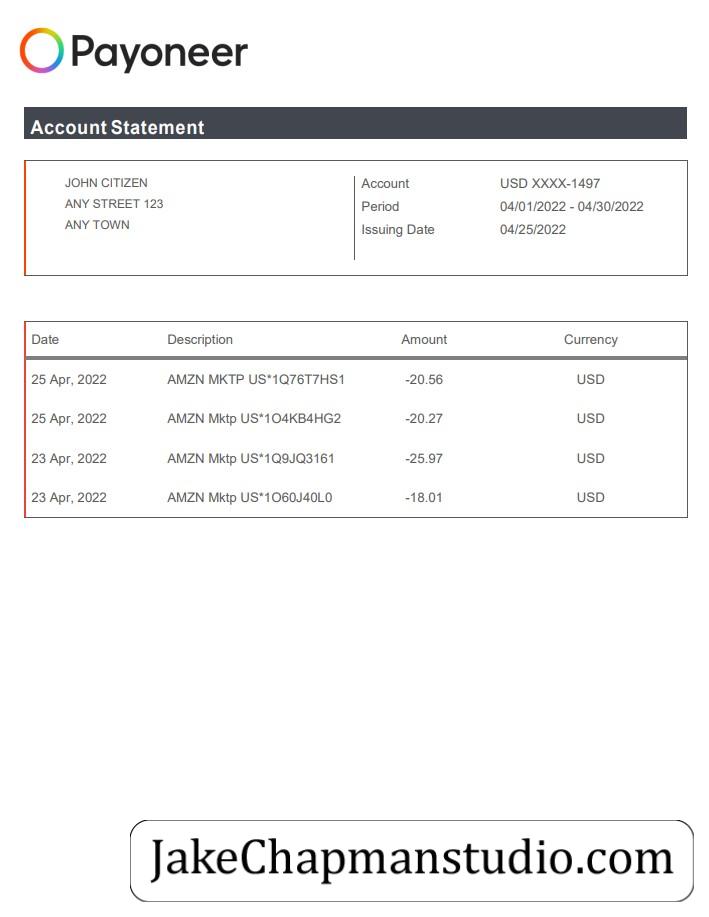 Payoneer
Account Statement
JOHN CITIZEN
ANY STREET 123
ANY TOWN
Account USD XXXX-1497
Period 04/01/2022 - 04/30/2022
Issuing Date 04/25/2022
Date Description Amount Currency
25 Apr, 2022 AMZN MKTP US*1Q76T7HS1 -20.56 USD
25 Apr, 2022 AMZN Mktp US*1O4KB4HG2 -20.27 USD
23 Apr, 2022 AMZN Mktp US*1Q9JQ3161 -25.97 USD
23 Apr, 2022 AMZN Mktp US*1O60J40L0 -18.01 USD
JakeChapmanstudio.com